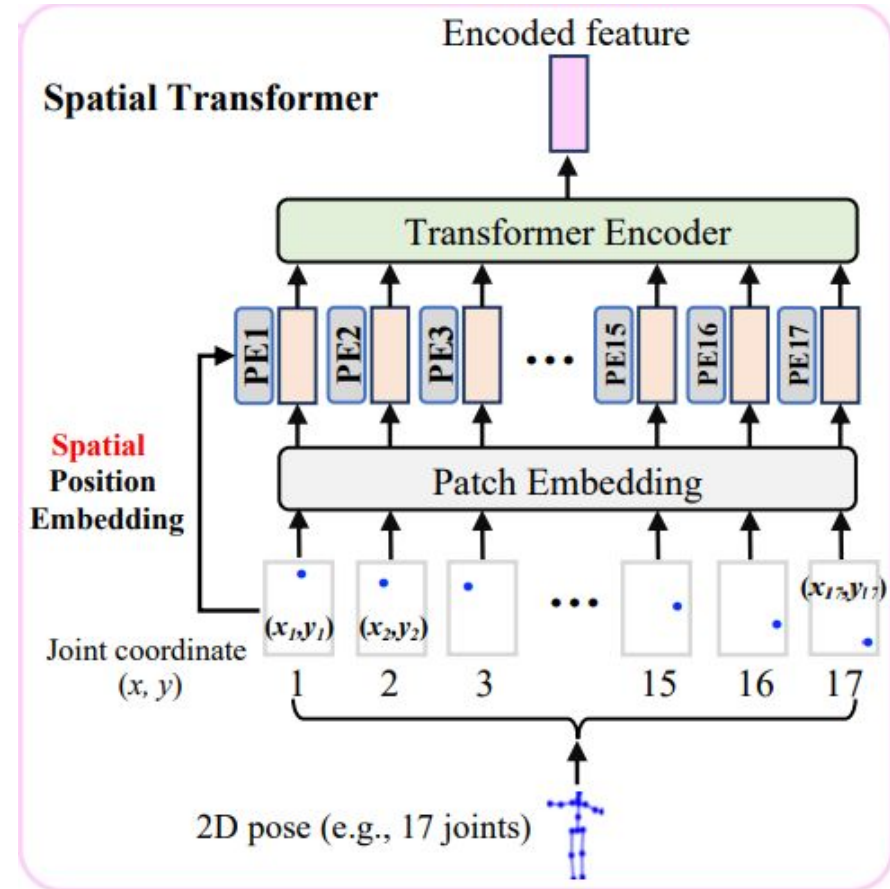 Encoded feature
Spatial Transformer
Transformer Encoder
PE1 PE2 PE3 ... PE15 PE16 PE17
Spatial
Position
Embedding
Patch Embedding
(x1,y1) (x2,y2) ... (x17,y17)
Joint coordinate
(x, y)
1 2 3 15 16 17
2D pose (e.g., 17 joints)